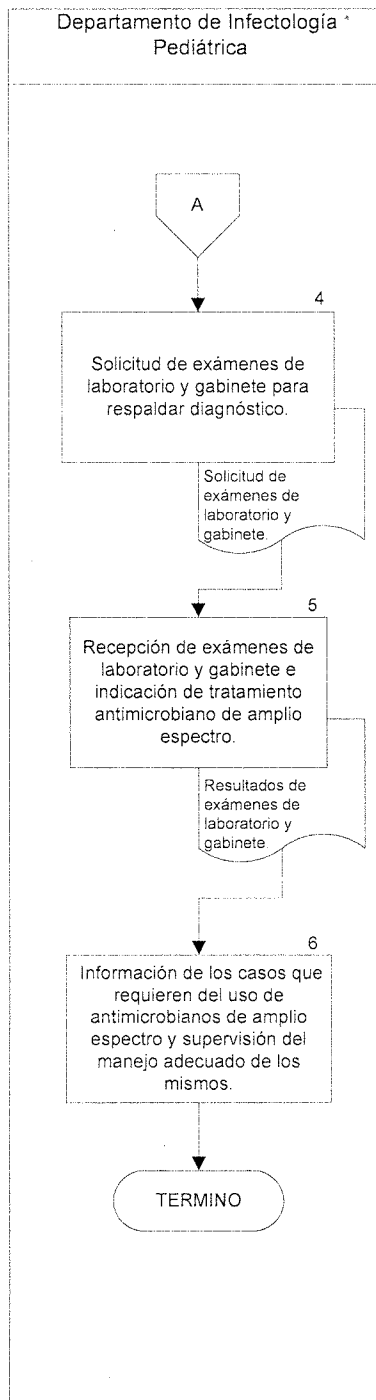 Departamento de Infectología
Pediátrica
A
4
Solicitud de exámenes de
laboratorio y gabinete para
respaldar diagnóstico.
Solicitud de
exámenes de
laboratorio y
gabinete.
5
Recepción de exámenes de
laboratorio y gabinete e
indicación de tratamiento
antimicrobiano de amplio
espectro.
Resultados de
exámenes de
laboratorio y
gabinete.
6
Información de los casos que
requieren del uso de
antimicrobianos de amplio
espectro y supervisión del
manejo adecuado de los
mismos.
TERMINO